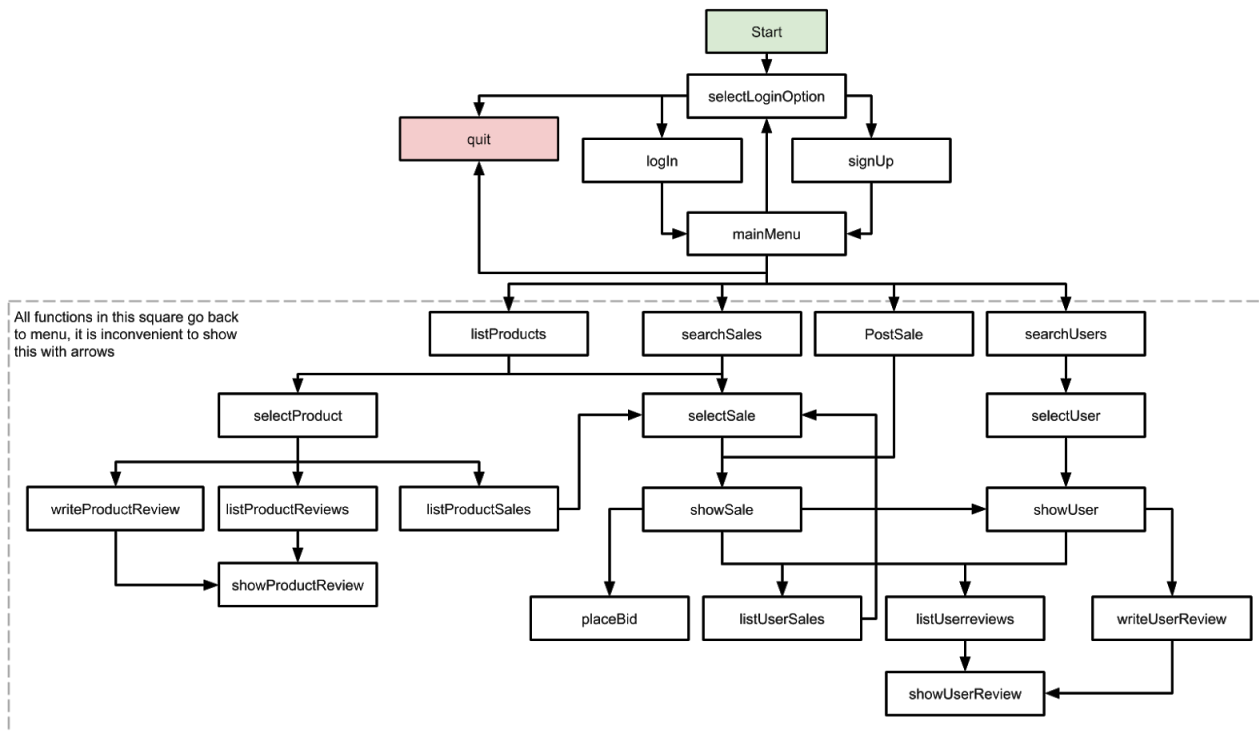 Start
selectLoginOption
quit
logIn
signUp
mainMenu
All functions in this square go back
to menu, it is inconvenient to show
this with arrows
listProducts
searchSales
PostSale
searchUsers
selectProduct
selectSale
selectUser
writeProductReview
listProductReviews
listProductSales
showSale
showUser
showProductReview
placeBid
listUserSales
listUserreviews
writeUserReview
showUserReview